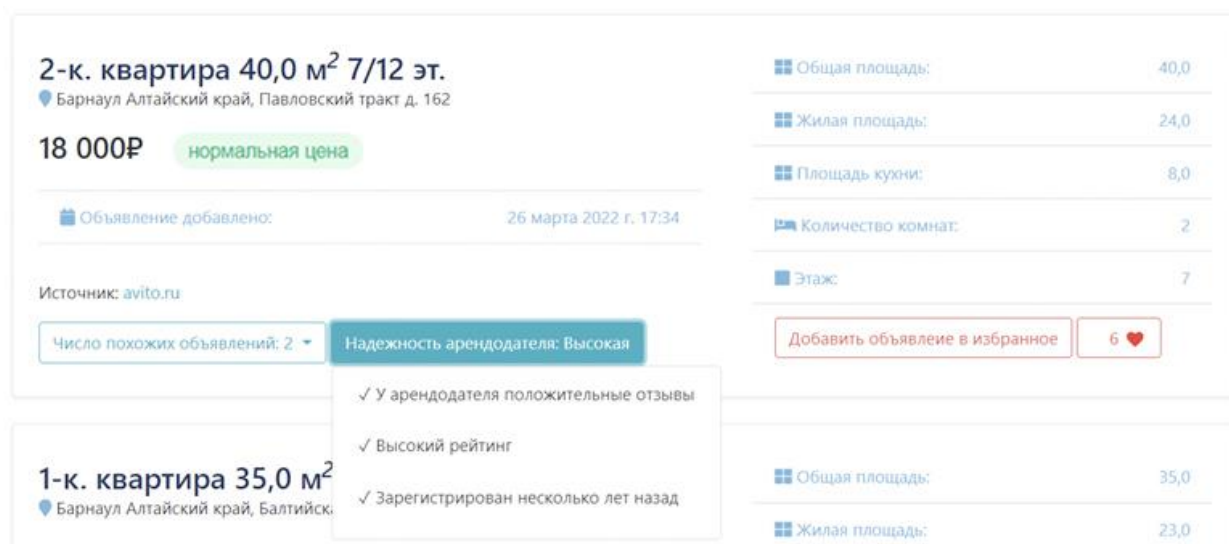 2-к. квартира 40,0 м² 7/12 эт.
Барнаул Алтайский край, Павловский тракт д. 162
18 000₽ нормальная цена
Объявление добавлено: 26 марта 2022 г. 17:34
Источник: avito.ru
Число похожих объявлений: 2
Надежность арендодателя: Высокая
✓ У арендодателя положительные отзывы
✓ Высокий рейтинг
✓ Зарегистрирован несколько лет назад
Общая площадь: 40,0
Жилая площадь: 24,0
Площадь кухни: 8,0
Количество комнат: 2
Этаж: 7
Добавить объявлеие в избранное
6
1-к. квартира 35,0 м²
Барнаул Алтайский край,
Общая площадь: 35,0
Жилая площадь: 23,0